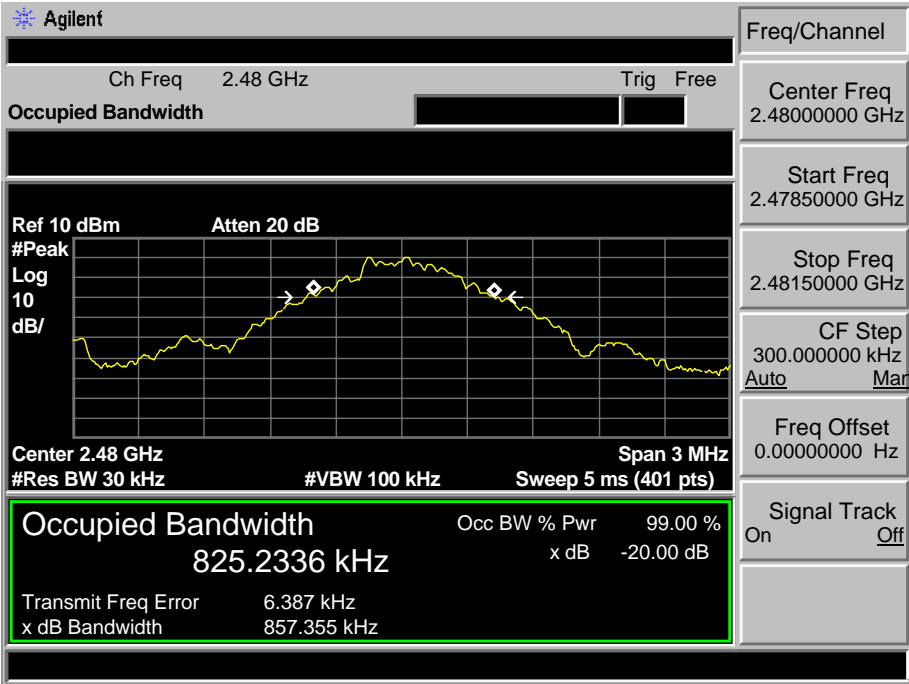 Agilent
Freq/Channel
Ch Freq 2.48 GHz Trig Free
Occupied Bandwidth
Center Freq
2.48000000 GHz
Start Freq
2.47850000 GHz
Stop Freq
2.48150000 GHz
CF Step
300.000000 kHz
Auto Man
Freq Offset
0.00000000 Hz
Signal Track
On Off
Ref 10 dBm Atten 20 dB
#Peak
Log
10
dB/
Center 2.48 GHz Span 3 MHz
#Res BW 30 kHz #VBW 100 kHz Sweep 5 ms (401 pts)
Occupied Bandwidth
825.2336 kHz
Occ BW % Pwr 99.00 %
x dB -20.00 dB
Transmit Freq Error 6.387 kHz
x dB Bandwidth 857.355 kHz